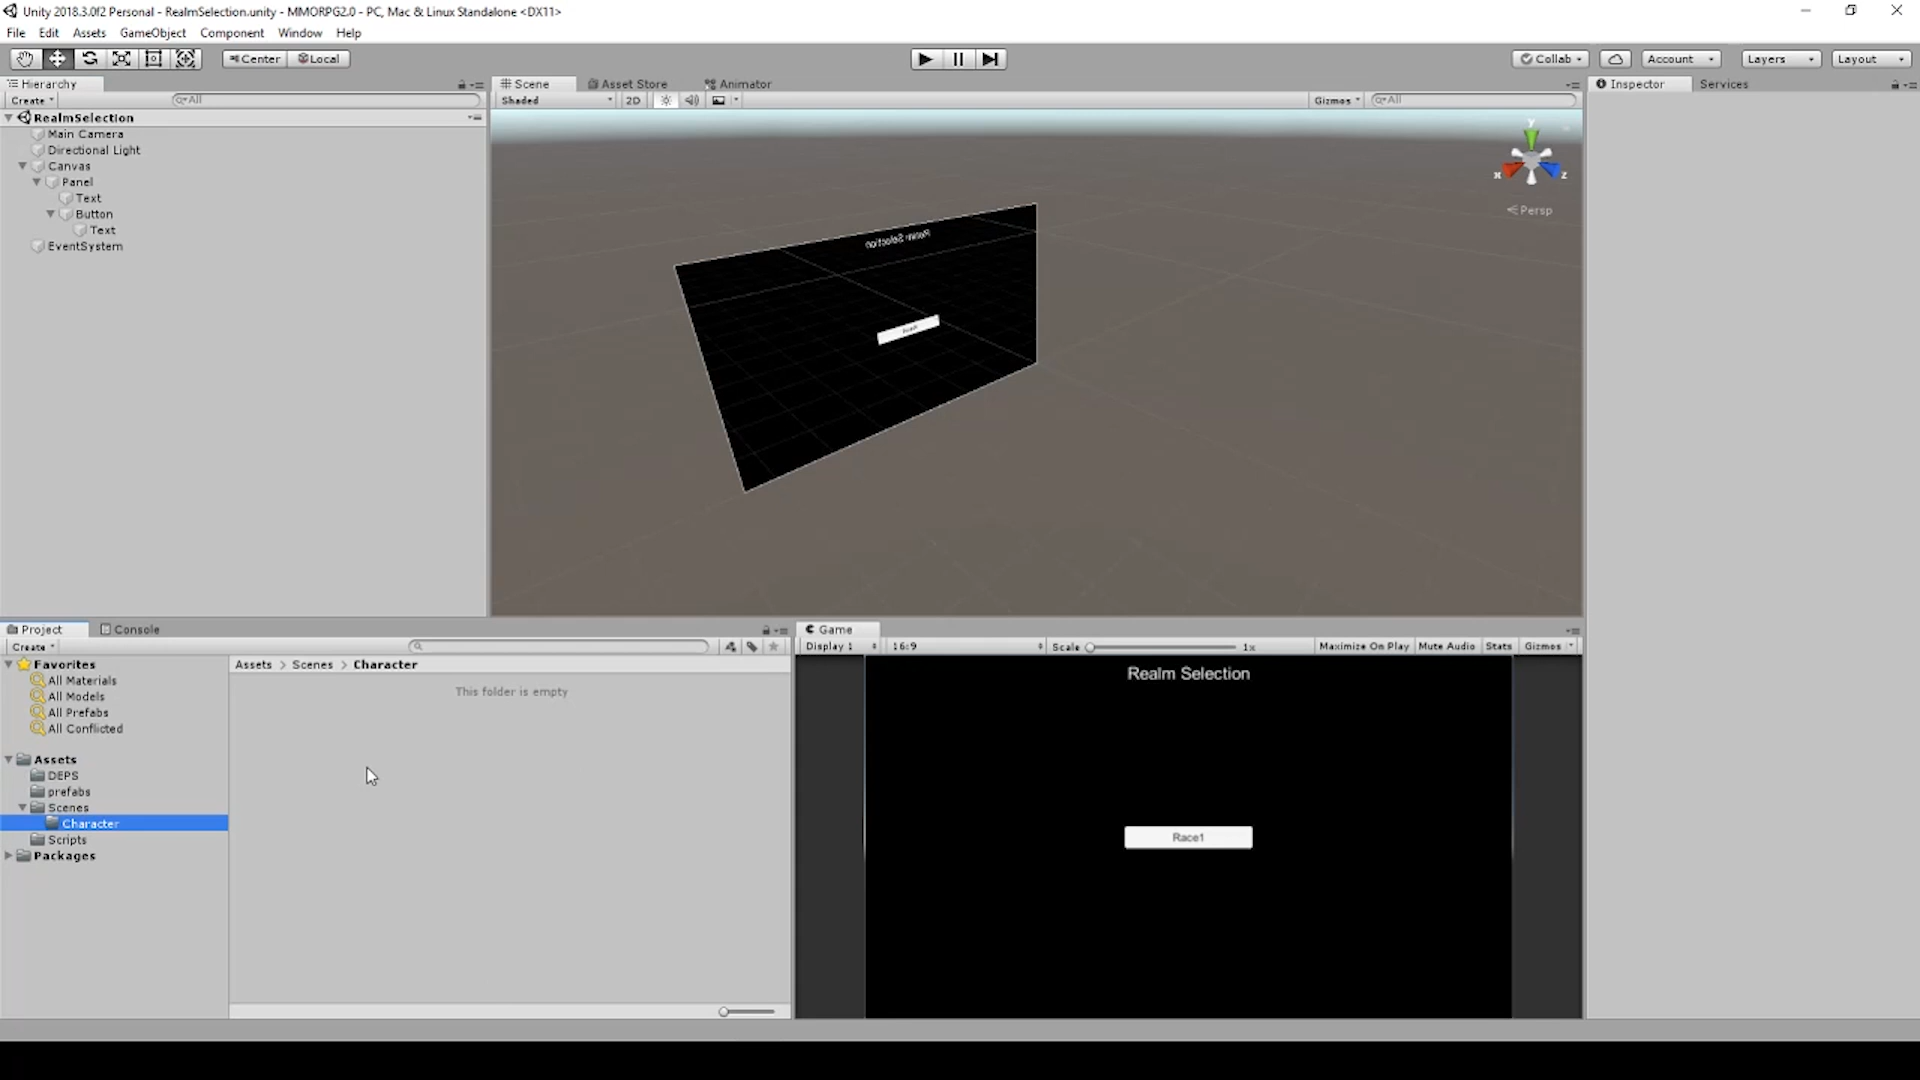 Unity 2018.3.0f2 Personal - RealmSelection.unity - MMORPG2.0 - PC, Mac & Linux Standalone <DX11>
File Edit Assets GameObject Component Window Help
Center Local
Collab Account Layers Layout
Hierarchy
Create All
RealmSelection
Main Camera
Directional Light
Canvas
Panel
Text
Button
Text
EventSystem
Scene Asset Store Animator
Shaded 2D Gizmos All
y
x z
Persp
Realm Selection
Inspector Services
Project Console
Create
Favorites
All Materials
All Models
All Prefabs
All Conflicted
Assets
DEPS
prefabs
Scenes
Character
Scripts
Packages
Assets > Scenes > Character
This folder is empty
Game
Display 1 16:9 Scale 1x Maximize On Play Mute Audio Stats Gizmos
Realm Selection
Race1